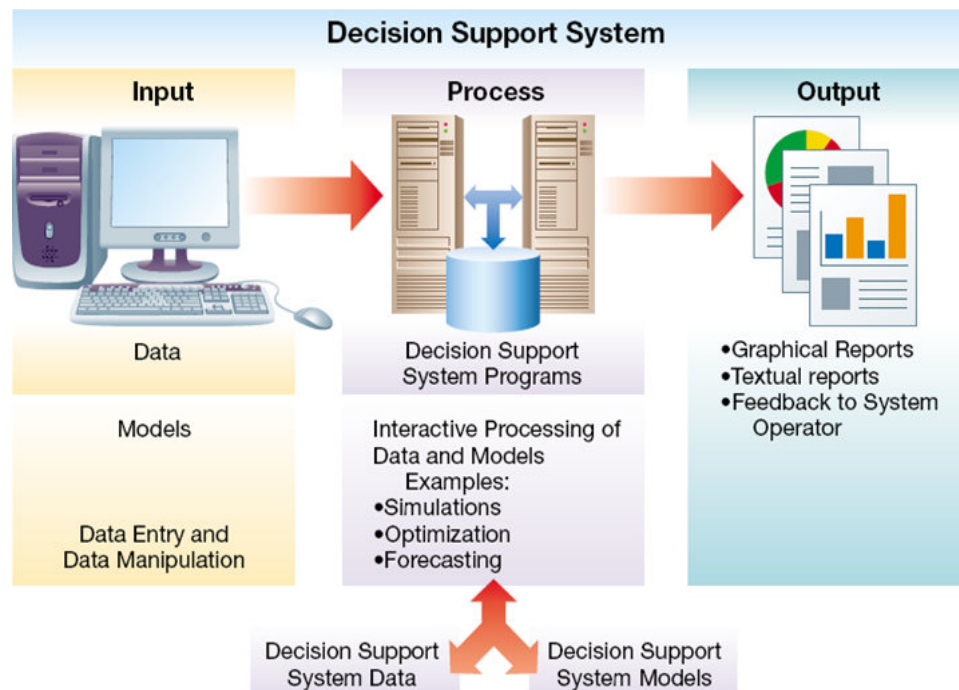 Decision Support System
Input
Data
Models
Data Entry and
Data Manipulation
Process
Decision Support
System Programs
Interactive Processing of
Data and Models
Examples:
•Simulations
•Optimization
•Forecasting
Output
•Graphical Reports
•Textual reports
•Feedback to System
Operator
Decision Support
System Data
Decision Support
System Models